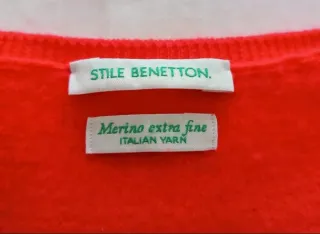 STILE BENETTON.
Merino extra fine
ITALIAN YARN